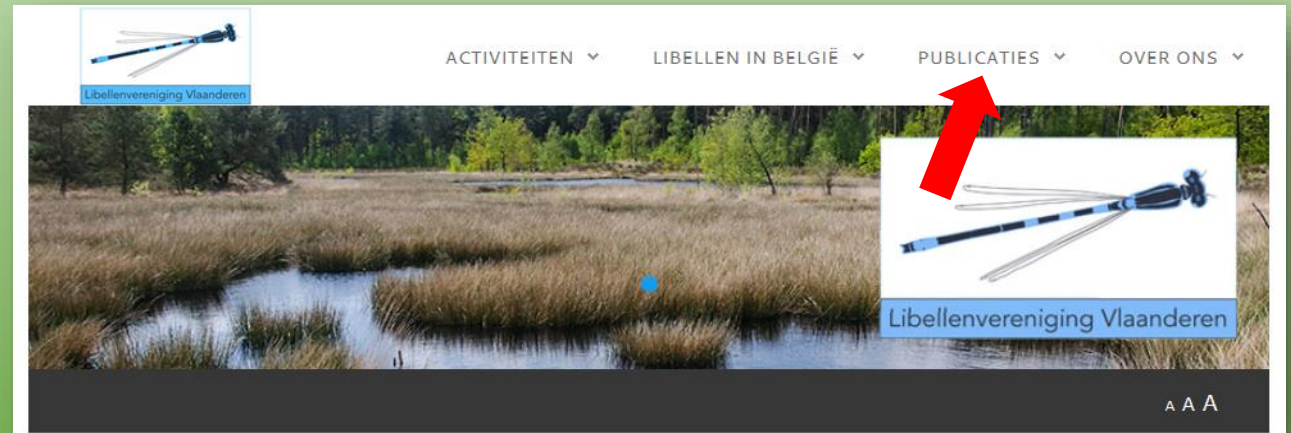 ACTIVITEITEN LIBELLEN IN BELGIË PUBLICATIES OVER ONS
Libellenvereniging Vlaanderen
Libellenvereniging Vlaanderen
A A A